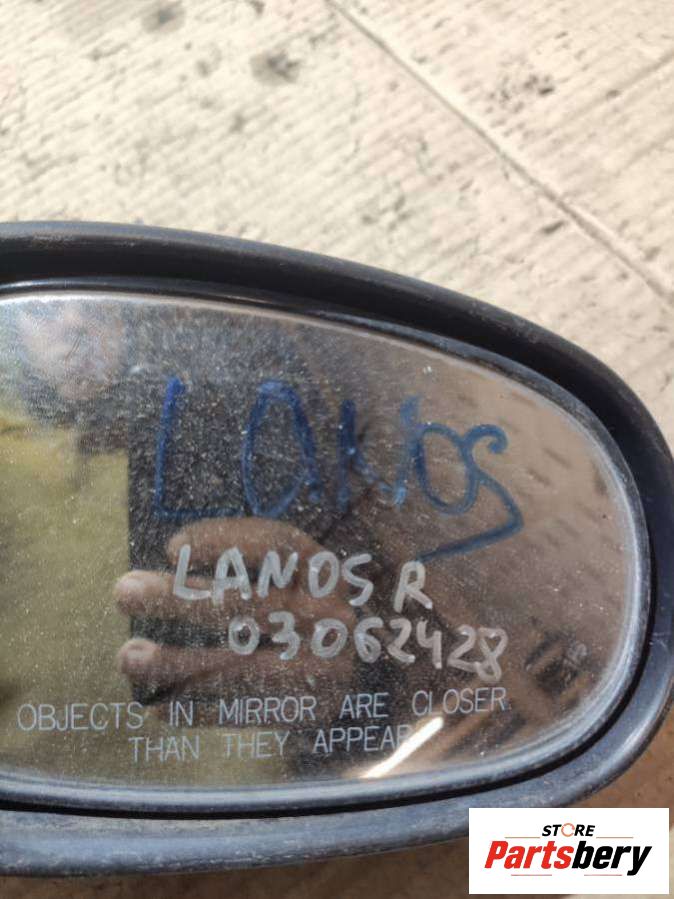 LANOS
LANOS R
03062428
OBJECTS IN MIRROR ARE CLOSER
THAN THEY APPEAR
STORE
Partsbery